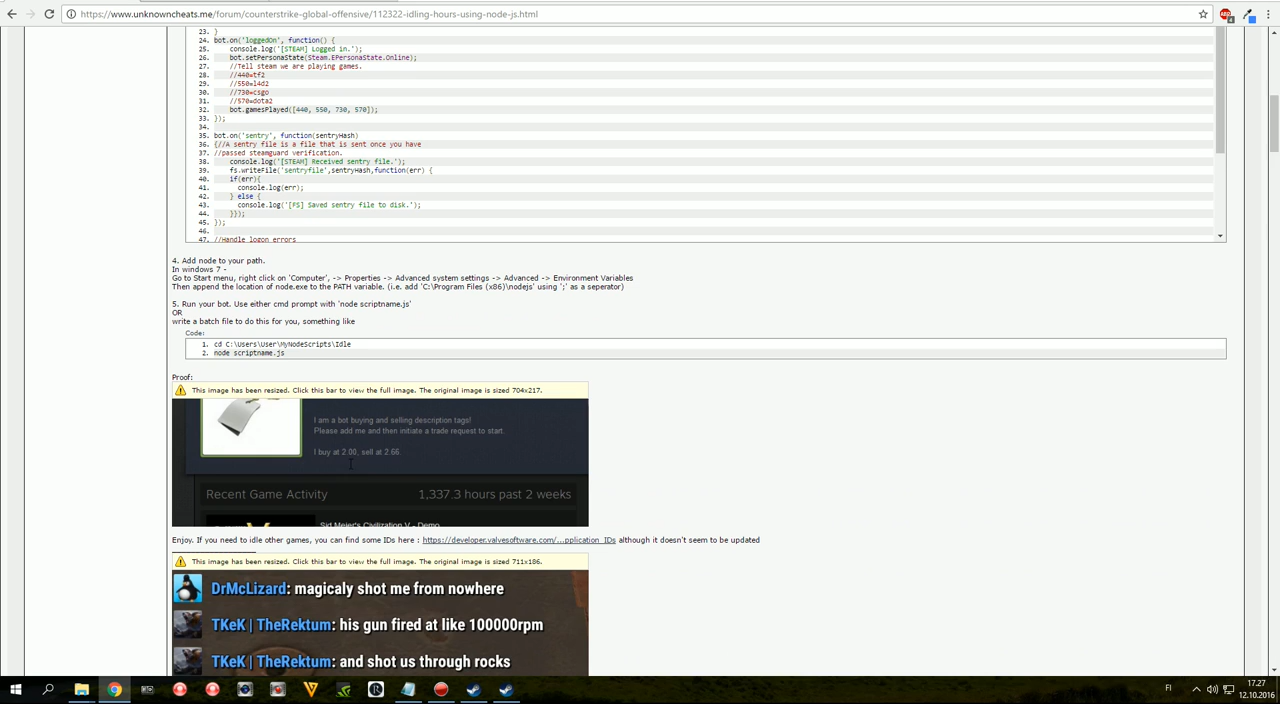 https://www.unknowncheats.me/forum/counterstrike-global-offensive/112322-idling-hours-using-node-js.html
23. }
24. bot.on('loggedOn', function() {
25. console.log('[STEAM] Logged in.');
26. bot.setPersonaState(Steam.EPersonaState.Online);
27. //Tell steam we are playing games.
28. //440=tf2
29. //550=l4d2
30. //730=csgo
31. //570=dota2
32. bot.gamesPlayed([440, 550, 730, 570]);
33. });
34.
35. bot.on('sentry', function(sentryHash)
36. {//A sentry file is a file that is sent once you have
37. //passed steamguard verification.
38. console.log('[STEAM] Received sentry file.');
39. fs.writeFile('sentryfile',sentryHash,function(err) {
40. if(err){
41. console.log(err);
42. } else {
43. console.log('[FS] Saved sentry file to disk.');
44. }});
45. });
46.
47. //Handle logon errors
4. Add node to your path.
In windows 7 -
Go to Start menu, right click on 'Computer', -> Properties -> Advanced system settings -> Advanced -> Environment Variables
Then append the location of node.exe to the PATH variable. (i.e. add 'C:\Program Files (x86)\nodejs' using ';' as a seperator)
5. Run your bot. Use either cmd prompt with 'node scriptname.js'
OR
write a batch file to do this for you, something like
Code:
1. cd C:\Users\User\MyNodeScripts\Idle
2. node scriptname.js
Proof:
This image has been resized. Click this bar to view the full image. The original image is sized 704x217.
I am a bot buying and selling description tags!
Please add me and then initiate a trade request to start.
I buy at 2.00, sell at 2.66.
Recent Game Activity 1,337.3 hours past 2 weeks
Sid Meier's Civilization V - Demo
Enjoy. If you need to idle other games, you can find some IDs here : https://developer.valvesoftware.com/...pplication_IDs although it doesn't seem to be updated
This image has been resized. Click this bar to view the full image. The original image is sized 711x186.
DrMcLizard: magicaly shot me from nowhere
TKeK | TheRektum: his gun fired at like 100000rpm
TKeK | TheRektum: and shot us through rocks
FI
17.27
12.10.2016